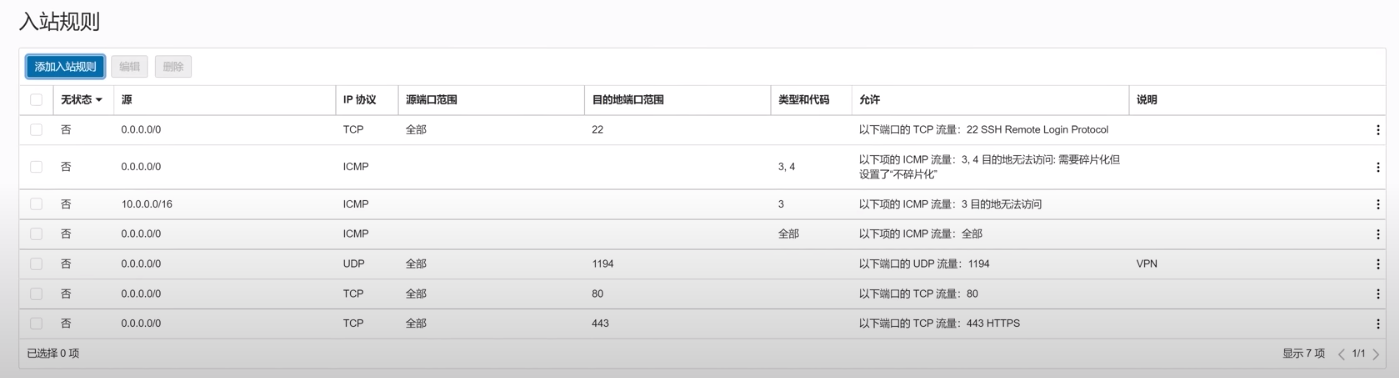 入站规则
添加入站规则 编辑 删除
无状态 源 IP 协议 源端口范围 目的地端口范围 类型和代码 允许 说明
否 0.0.0.0/0 TCP 全部 22 以下端口的 TCP 流量：22 SSH Remote Login Protocol
否 0.0.0.0/0 ICMP 3, 4 以下项的 ICMP 流量：3, 4 目的地无法访问: 需要碎片化但
设置了“不碎片化”
否 10.0.0.0/16 ICMP 3 以下项的 ICMP 流量：3 目的地无法访问
否 0.0.0.0/0 ICMP 全部 以下项的 ICMP 流量：全部
否 0.0.0.0/0 UDP 全部 1194 以下端口的 UDP 流量：1194 VPN
否 0.0.0.0/0 TCP 全部 80 以下端口的 TCP 流量：80
否 0.0.0.0/0 TCP 全部 443 以下端口的 TCP 流量：443 HTTPS
已选择 0 项 显示 7 项 1/1